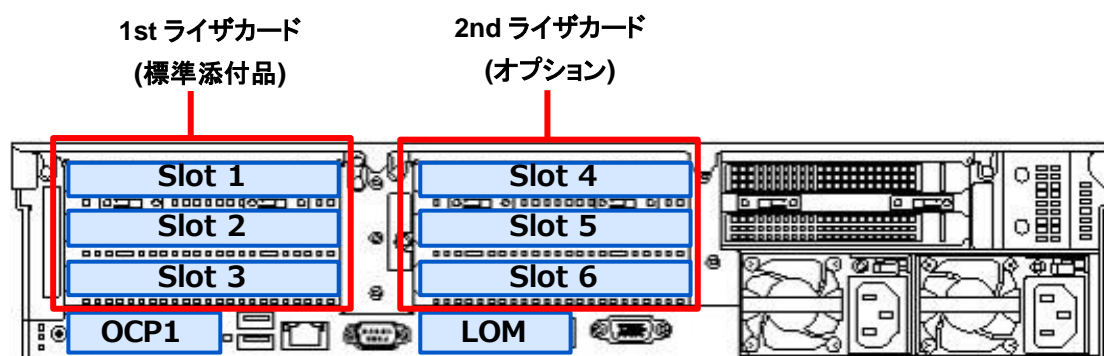 1st ライザカード
(標準添付品)
2nd ライザカード
(オプション)
Slot 1
Slot 2
Slot 3
OCP1
Slot 4
Slot 5
Slot 6
LOM